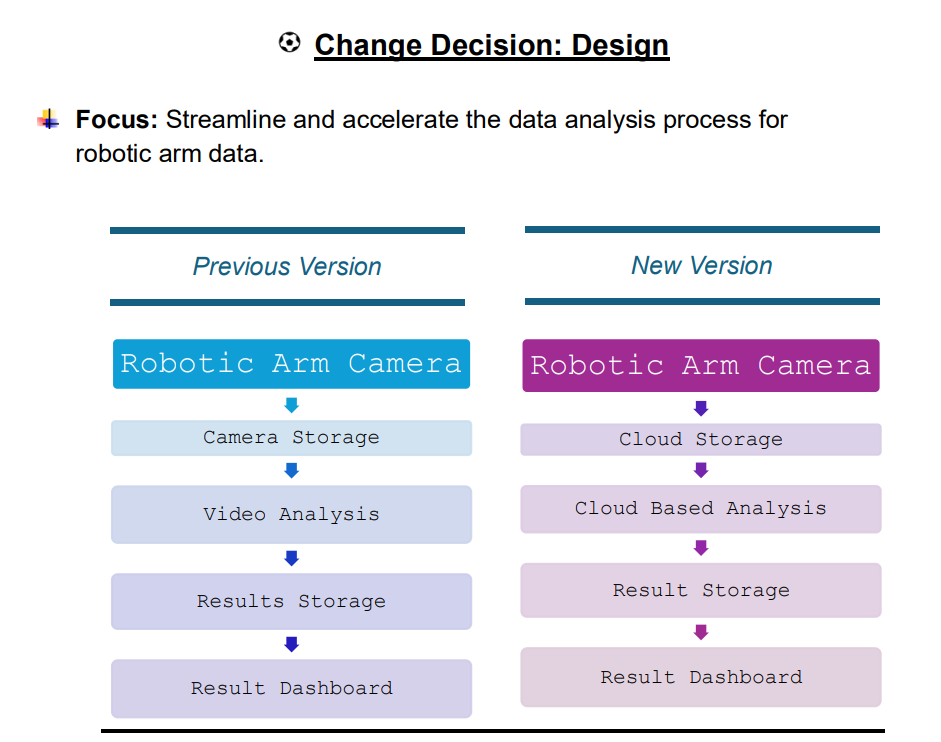 Change Decision: Design
Focus: Streamline and accelerate the data analysis process for
robotic arm data.
Previous Version
Robotic Arm Camera
Camera Storage
Video Analysis
Results Storage
Result Dashboard
New Version
Robotic Arm Camera
Cloud Storage
Cloud Based Analysis
Result Storage
Result Dashboard